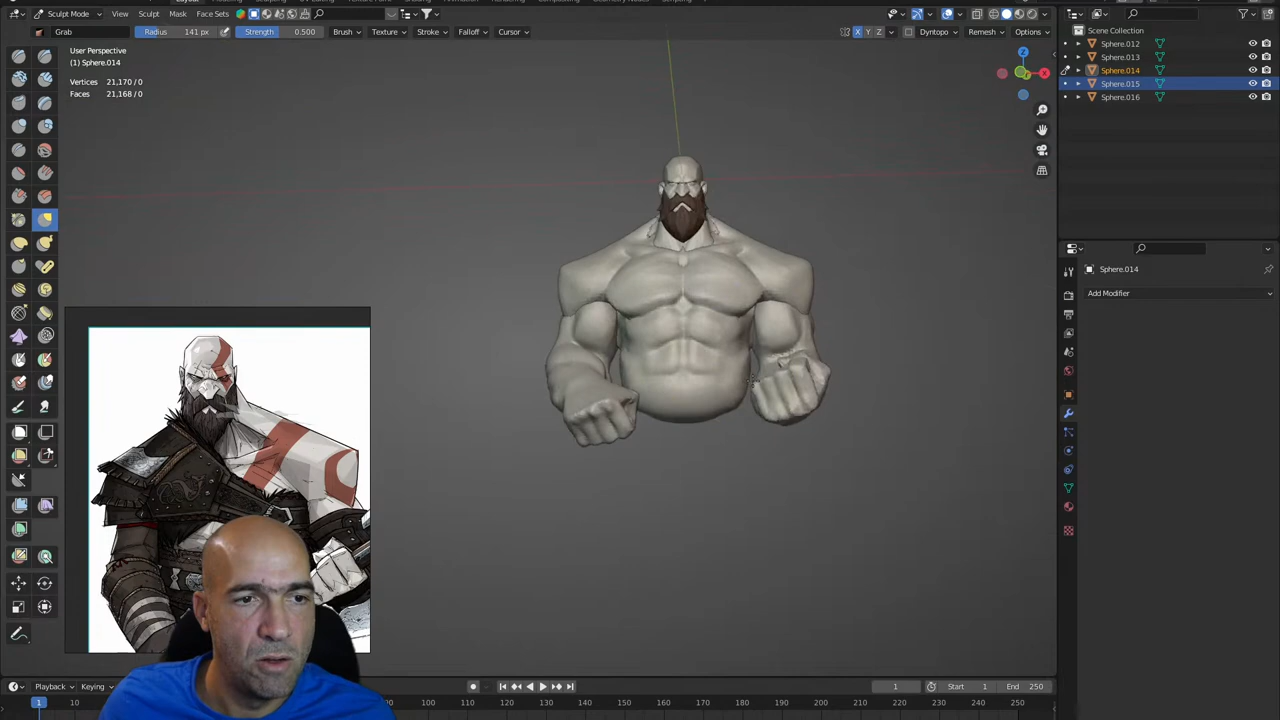 Sculpt Mode View Sculpt Mask Face Sets
Grab Radius 141 px Strength 0.500 Brush Texture Stroke Falloff Cursor X Y Z Dyntopo Remesh Options
User Perspective
(1) Sphere.014
Vertices 21,170 / 0
Faces 21,168 / 0
Z
X
Scene Collection
Sphere.012
Sphere.013
Sphere.014
Sphere.015
Sphere.016
Sphere.014
Add Modifier
Playback Keying 1 Start 1 End 250
1 10 80 90 100 110 120 130 140 150 160 170 180 190 200 210 220 230 240 250